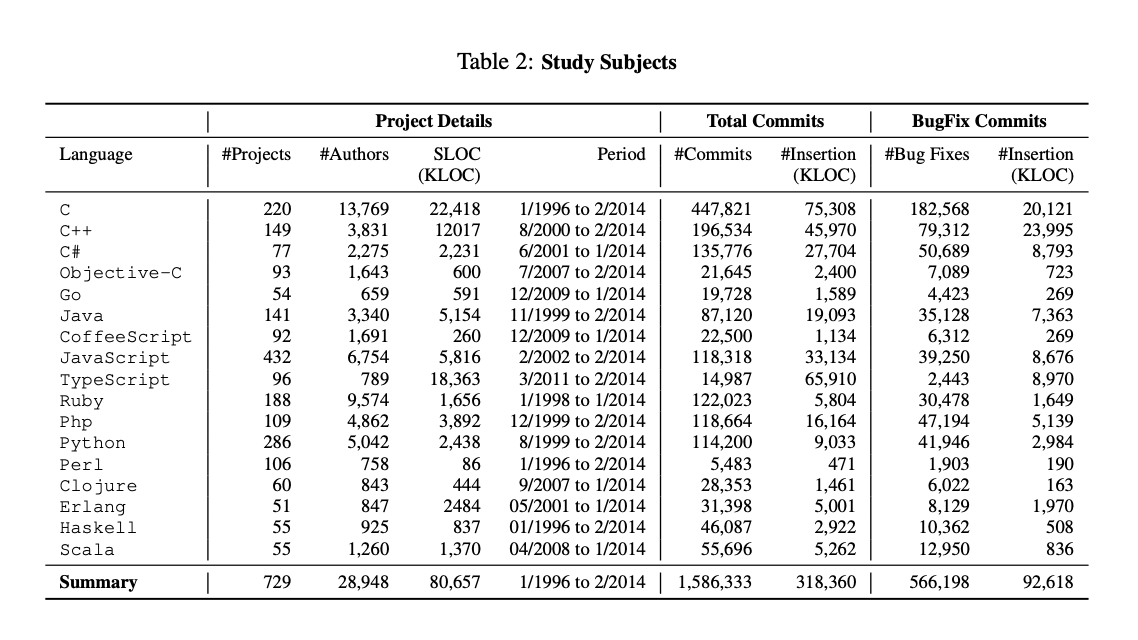 Table 2: Study Subjects
Project Details Total Commits BugFix Commits
Language #Projects #Authors SLOC Period #Commits #Insertion #Bug Fixes #Insertion
(KLOC) (KLOC) (KLOC)
C 220 13,769 22,418 1/1996 to 2/2014 447,821 75,308 182,568 20,121
C++ 149 3,831 12017 8/2000 to 2/2014 196,534 45,970 79,312 23,995
C# 77 2,275 2,231 6/2001 to 1/2014 135,776 27,704 50,689 8,793
Objective-C 93 1,643 600 7/2007 to 2/2014 21,645 2,400 7,089 723
Go 54 659 591 12/2009 to 1/2014 19,728 1,589 4,423 269
Java 141 3,340 5,154 11/1999 to 2/2014 87,120 19,093 35,128 7,363
CoffeeScript 92 1,691 260 12/2009 to 1/2014 22,500 1,134 6,312 269
JavaScript 432 6,754 5,816 2/2002 to 2/2014 118,318 33,134 39,250 8,676
TypeScript 96 789 18,363 3/2011 to 2/2014 14,987 65,910 2,443 8,970
Ruby 188 9,574 1,656 1/1998 to 1/2014 122,023 5,804 30,478 1,649
Php 109 4,862 3,892 12/1999 to 2/2014 118,664 16,164 47,194 5,139
Python 286 5,042 2,438 8/1999 to 2/2014 114,200 9,033 41,946 2,984
Perl 106 758 86 1/1996 to 2/2014 5,483 471 1,903 190
Clojure 60 843 444 9/2007 to 1/2014 28,353 1,461 6,022 163
Erlang 51 847 2484 05/2001 to 1/2014 31,398 5,001 8,129 1,970
Haskell 55 925 837 01/1996 to 2/2014 46,087 2,922 10,362 508
Scala 55 1,260 1,370 04/2008 to 1/2014 55,696 5,262 12,950 836
Summary 729 28,948 80,657 1/1996 to 2/2014 1,586,333 318,360 566,198 92,618